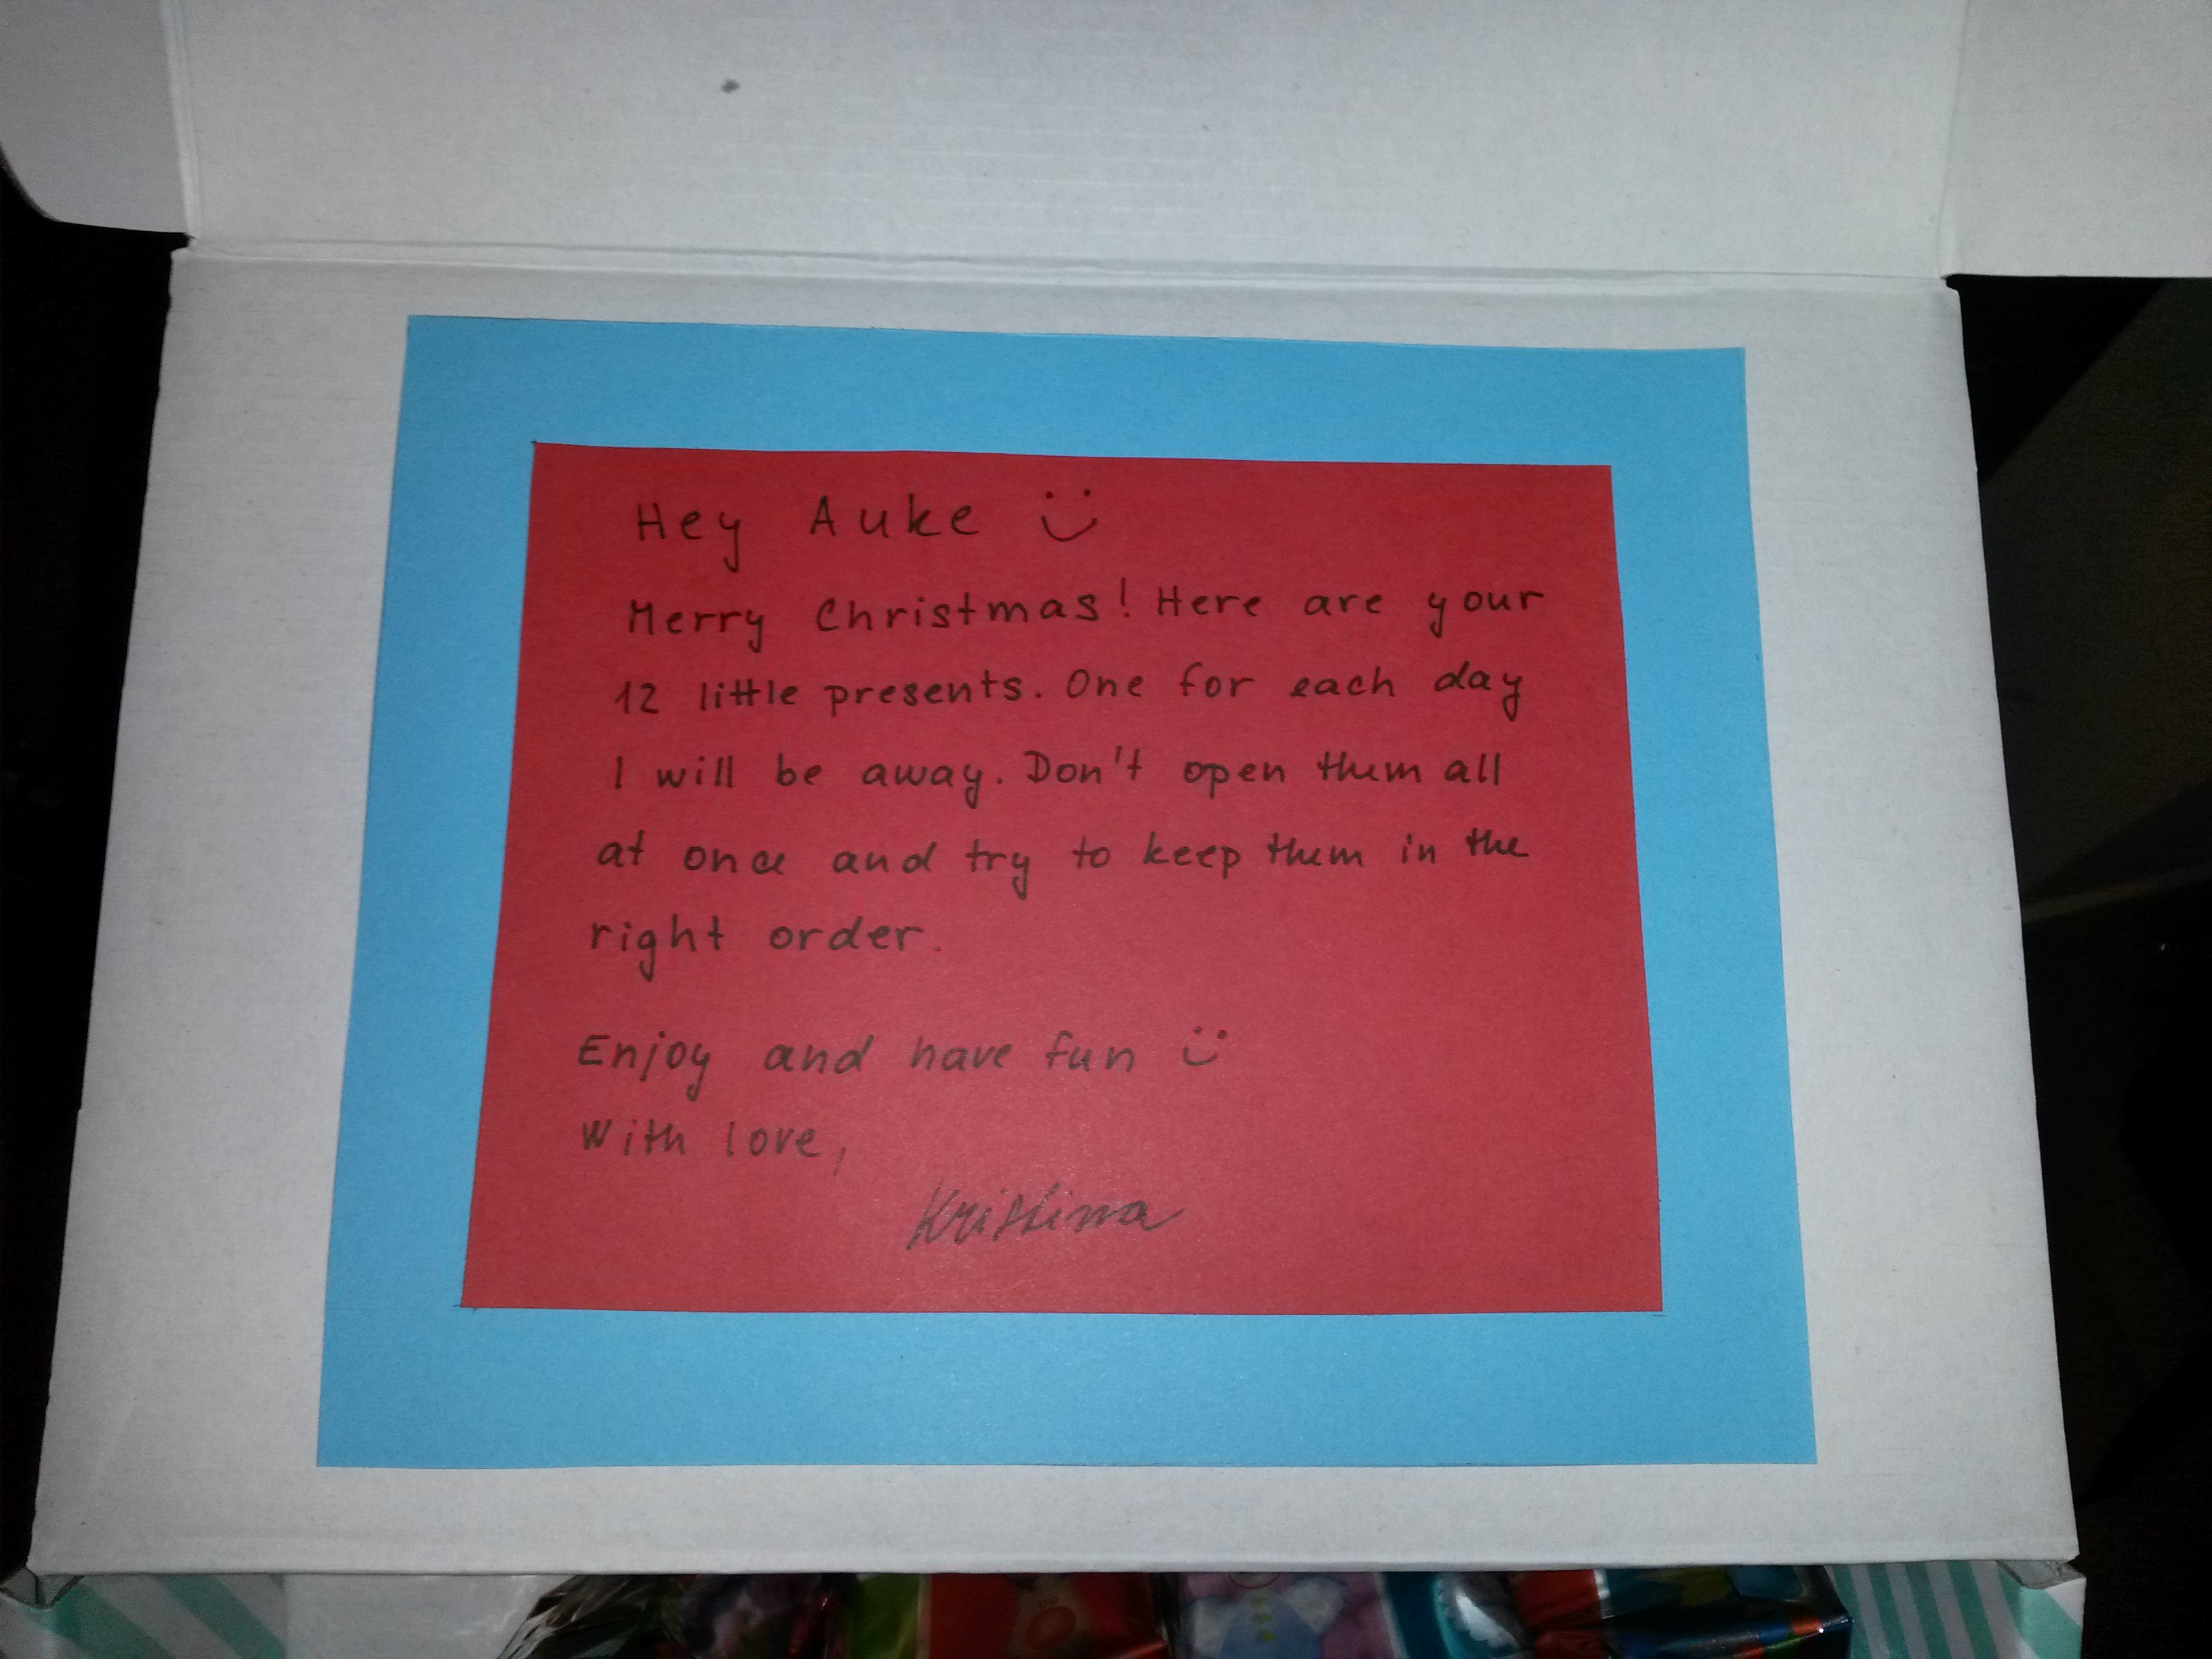 Hey Auke :)
Merry Christmas! Here are your
12 little presents. One for each day
I will be away. Don't open them all
at once and try to keep them in the
right order.
Enjoy and have fun :)
With love,
Kristina